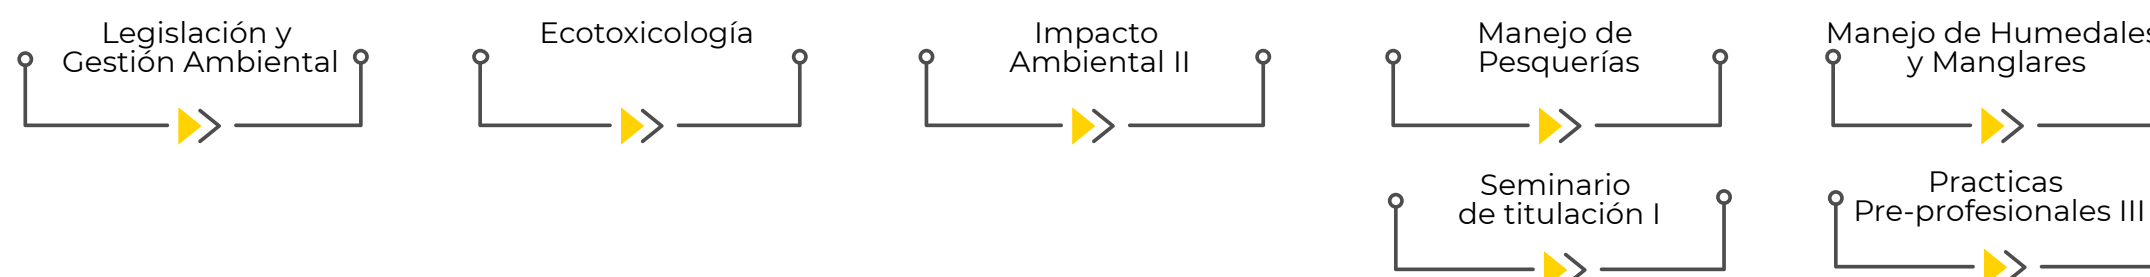 Legislación y
Gestión Ambiental
Ecotoxicología
Impacto
Ambiental II
Manejo de
Pesquerías
Manejo de Humedales
y Manglares
Seminario
de titulación I
Practicas
Pre-profesionales III